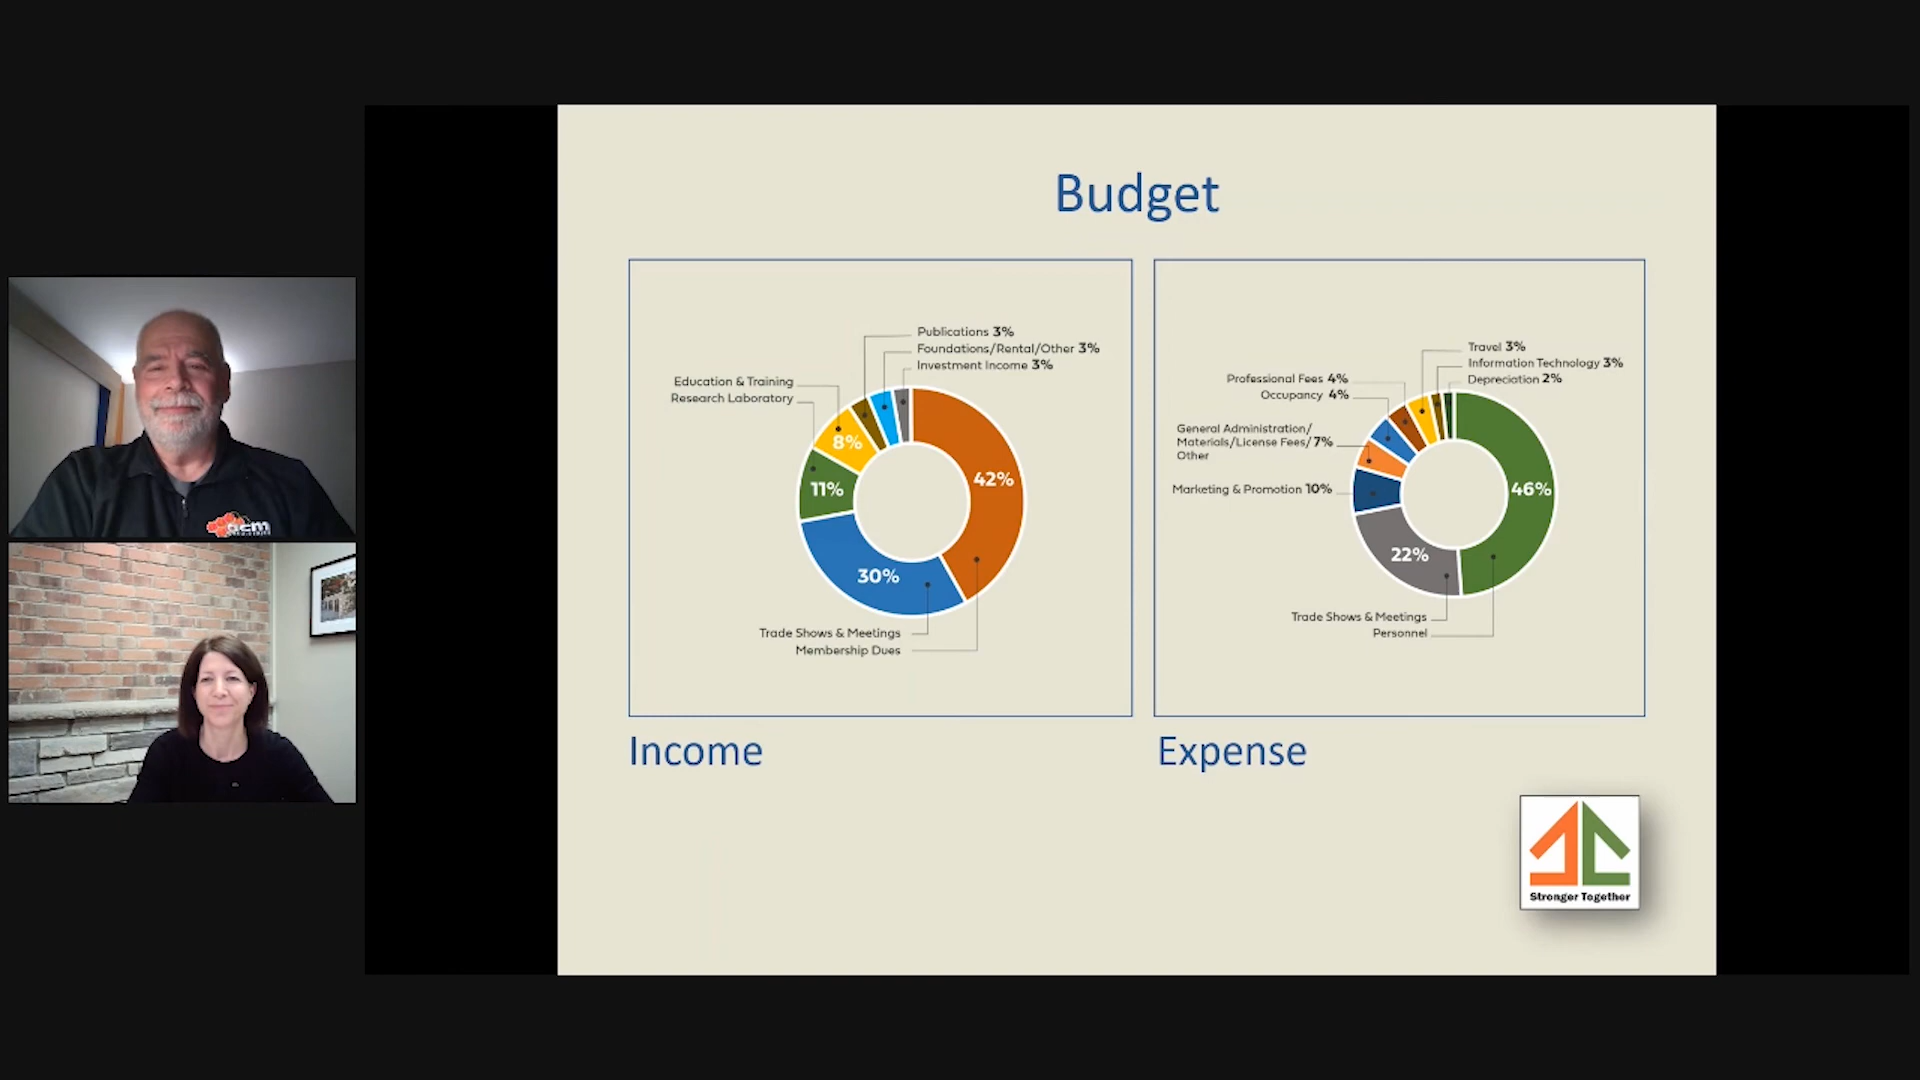 Budget
Publications 3%
Foundations/Rental/Other 3%
Investment Income 3%
Education & Training
Research Laboratory
8%
11%
42%
30%
Trade Shows & Meetings
Membership Dues
Income
Travel 3%
Information Technology 3%
Depreciation 2%
Professional Fees 4%
Occupancy 4%
General Administration/
Materials/License Fees/ 7%
Other
Marketing & Promotion 10%
46%
22%
Trade Shows & Meetings
Personnel
Expense
Stronger Together
acm